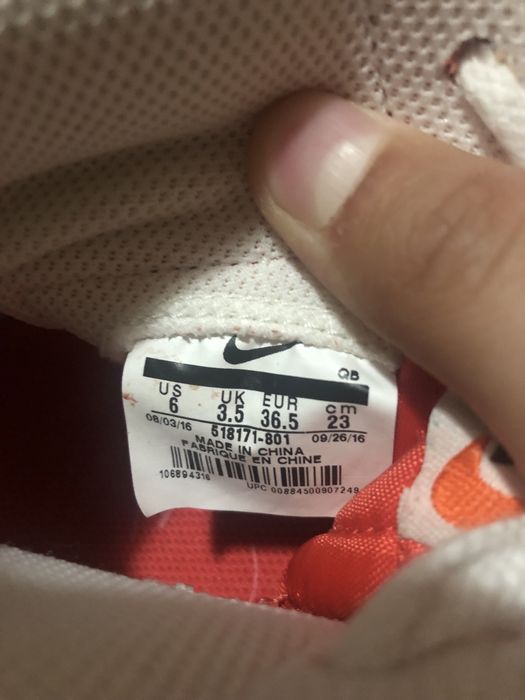 QB
US UK EUR cm
6 3.5 36.5 23
08/03/16 518171-801 09/26/16
MADE IN CHINA
FABRIQUE EN CHINE
106894316
UPC 00884500907249